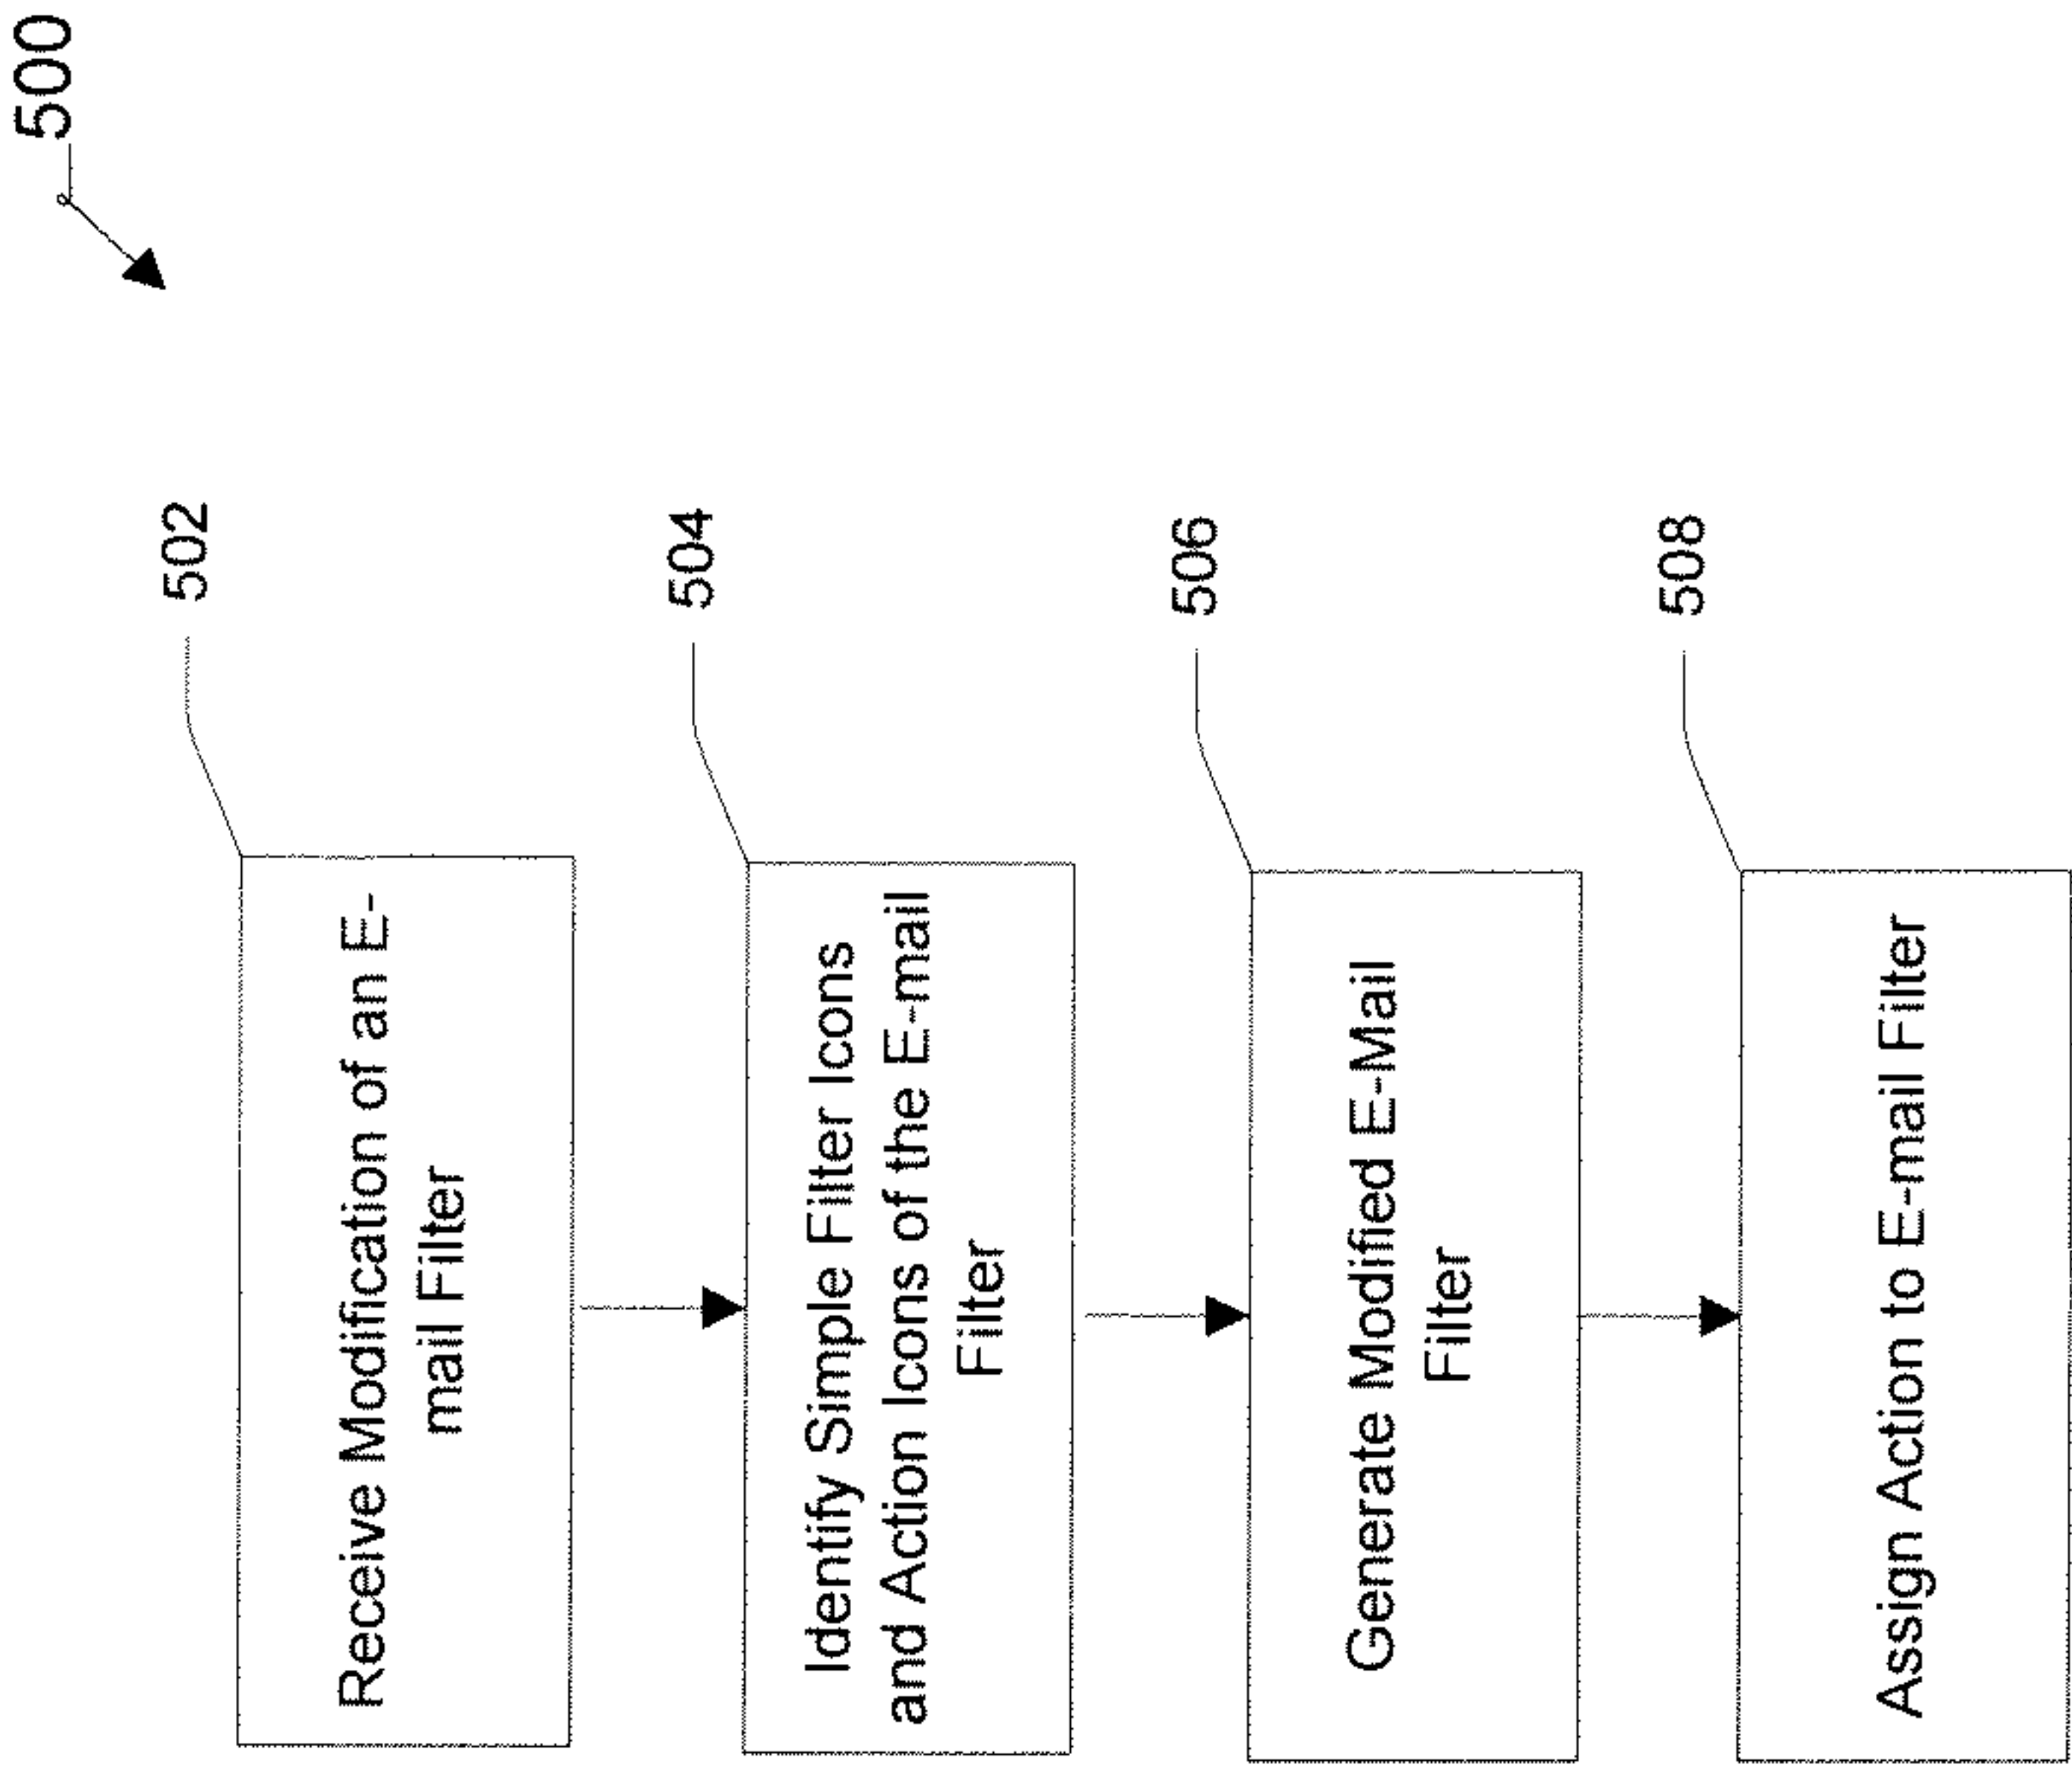 500
502
Receive Modification of an E-
mail Filter
504
Identify Simple Filter Icons
and Action Icons of the E-mail
Filter
506
Generate Modified E-Mail
Filter
508
Assign Action to E-mail Filter